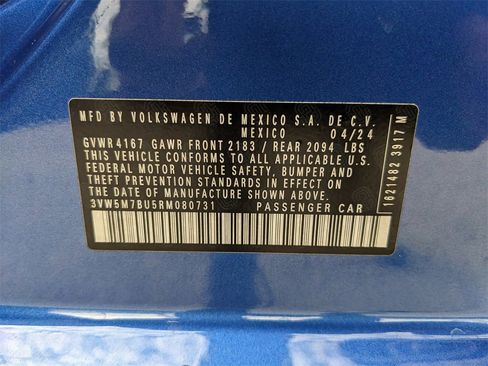 MFD BY VOLKSWAGEN DE MEXICO S.A. DE C.V.
MEXICO 04/24
GVWR 4167 GAWR FRONT 2183 / REAR 2094 LBS
THIS VEHICLE CONFORMS TO ALL APPLICABLE U.S.
FEDERAL MOTOR VEHICLE SAFETY, BUMPER AND
THEFT PREVENTION STANDARDS IN EFFECT ON
THE DATE OF MANUFACTURE SHOWN ABOVE.
3VW5M7BU5RM080731 PASSENGER CAR
1621482 3917 M